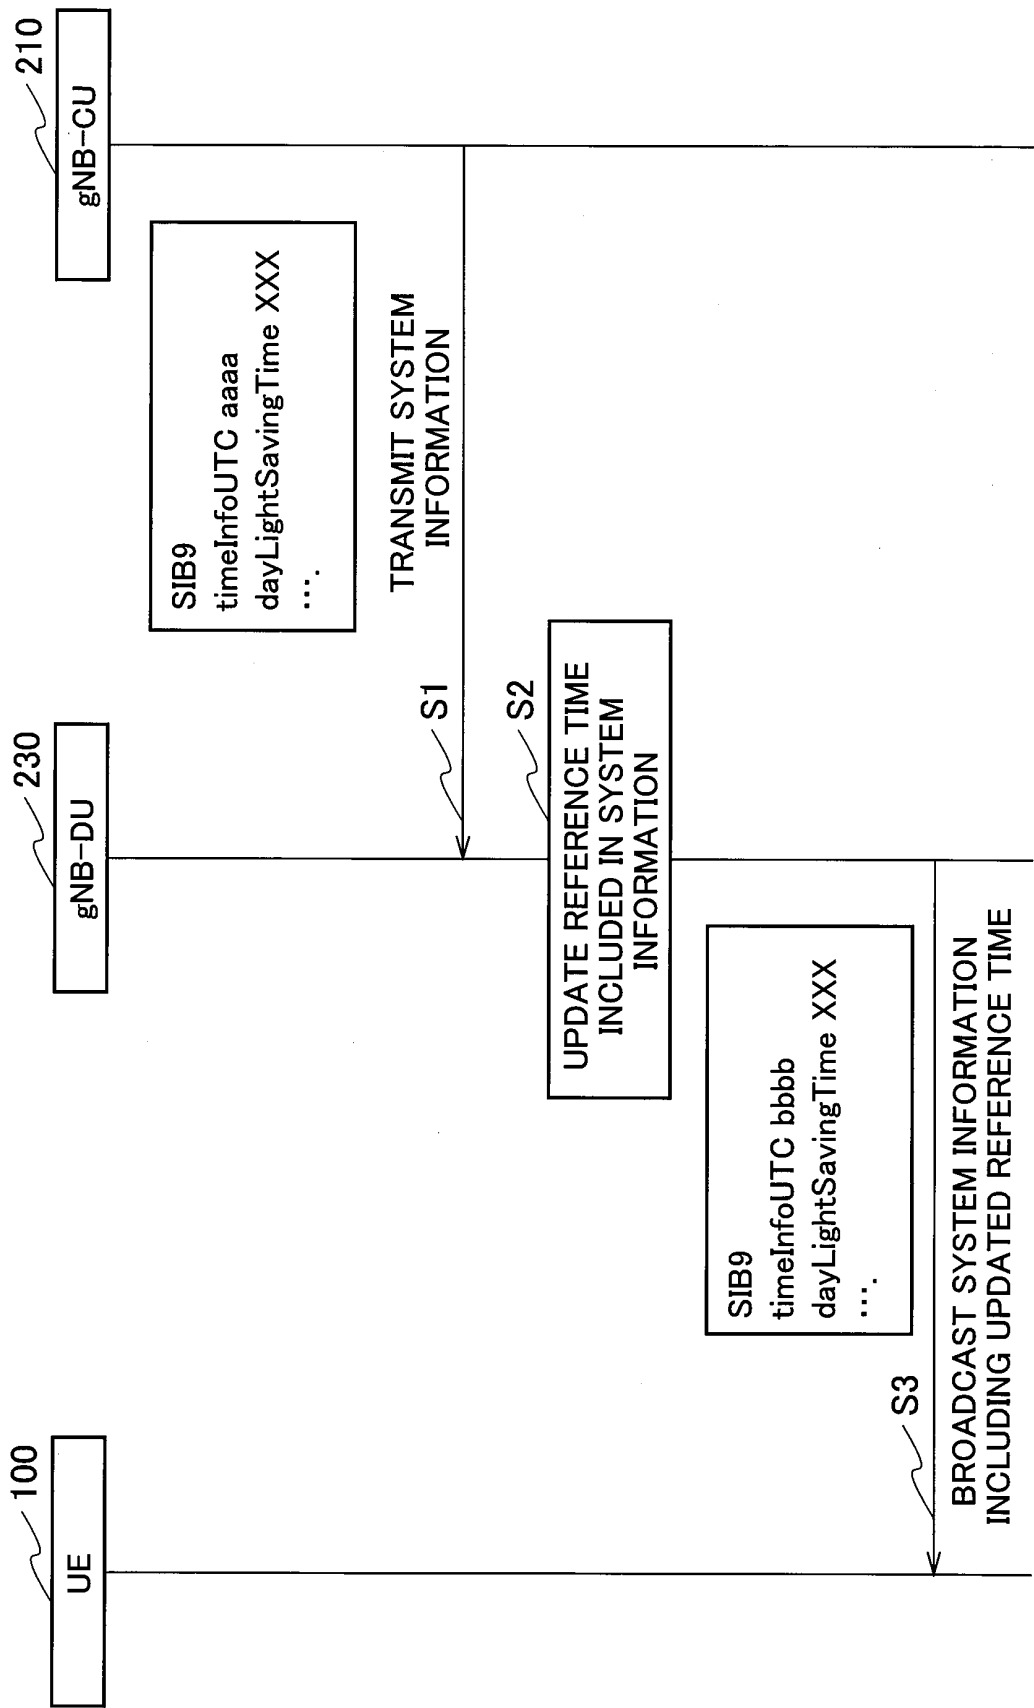 100
UE
230
gNB-DU
210
gNB-CU
SIB9
timeInfoUTC aaaa
dayLightSavingTime XXX
….
TRANSMIT SYSTEM
INFORMATION
S1
S2
UPDATE REFERENCE TIME
INCLUDED IN SYSTEM
INFORMATION
SIB9
timeInfoUTC bbbb
dayLightSavingTime XXX
….
S3
BROADCAST SYSTEM INFORMATION
INCLUDING UPDATED REFERENCE TIME